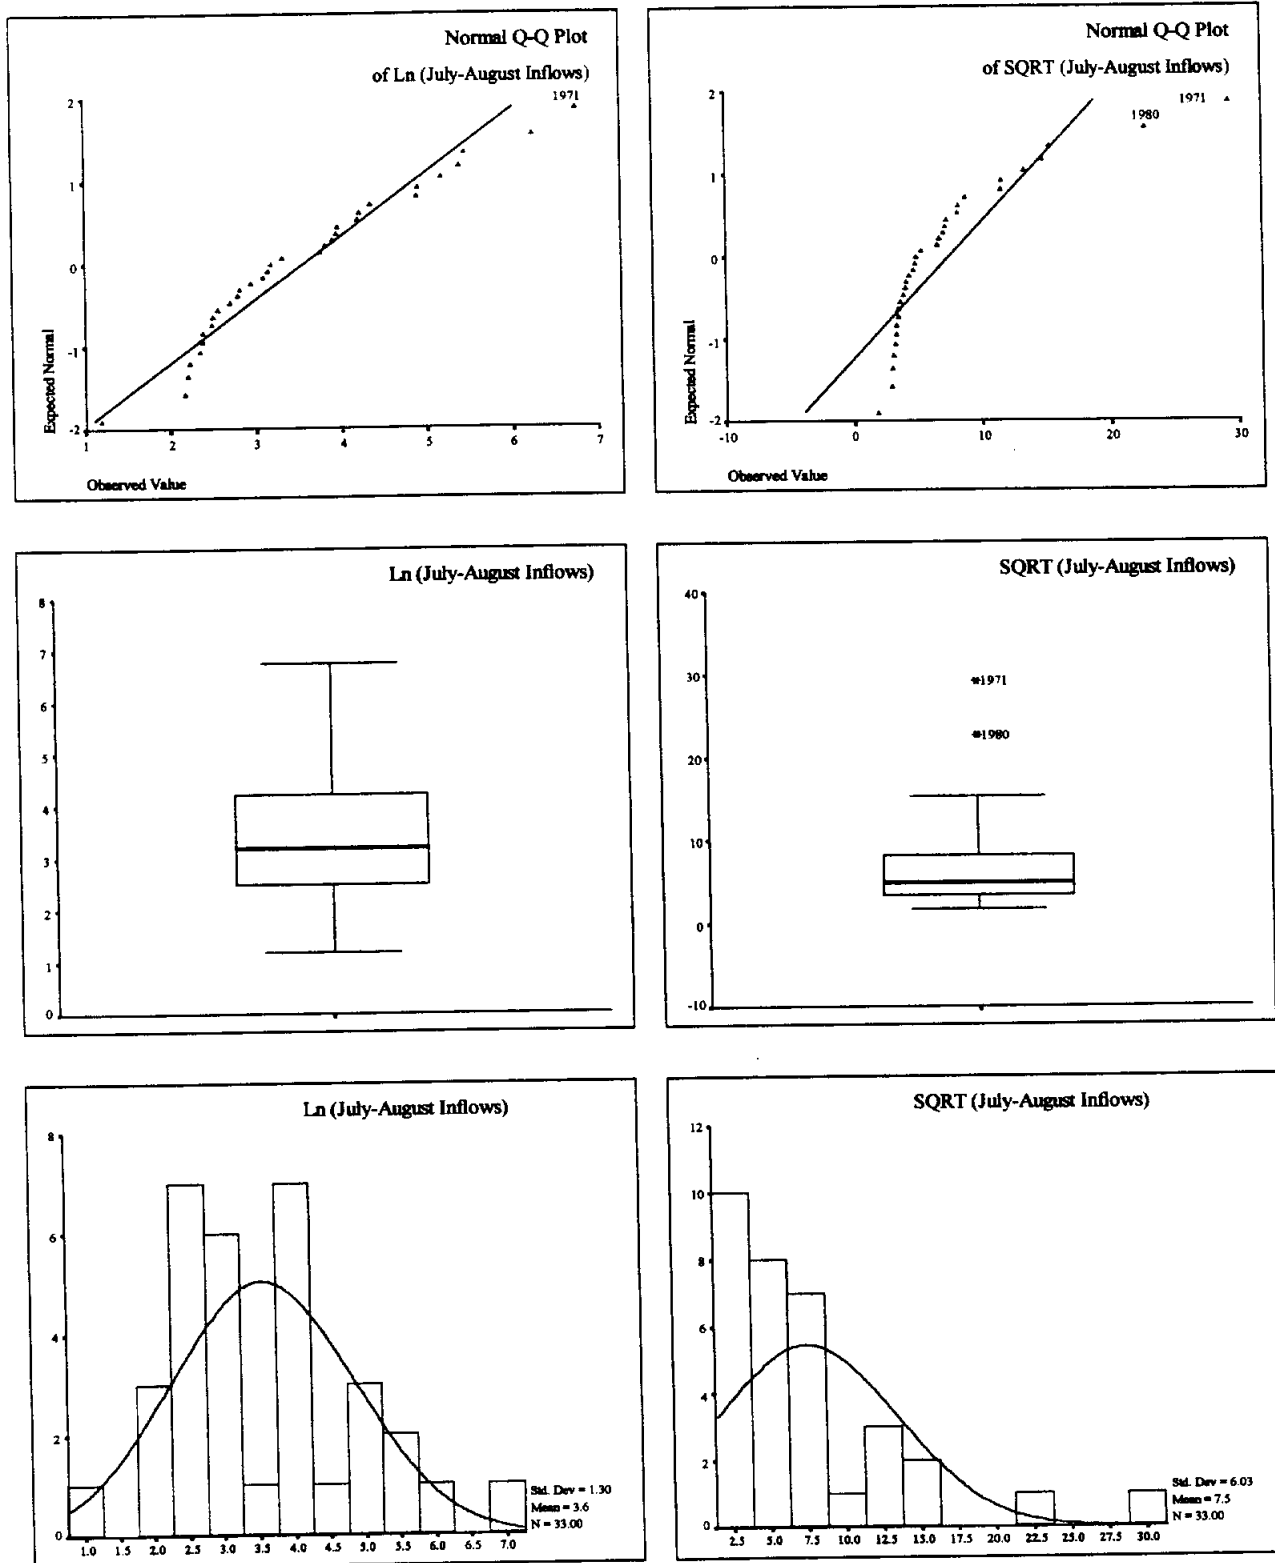 Normal Q-Q Plot
of Ln (July-August Inflows)
1971
2
1
0
-1
-2
Expected Normal
1 2 3 4 5 6 7
Observed Value
Normal Q-Q Plot
of SQRT (July-August Inflows)
1971
1980
2
1
0
-1
-2
Expected Normal
-10 0 10 20 30
Observed Value
Ln (July-August Inflows)
8
7
6
5
4
3
2
1
0
SQRT (July-August Inflows)
40
30
20
10
0
-10
1971
1980
Ln (July-August Inflows)
8
6
4
2
0
Std. Dev = 1.30
Mean = 3.6
N = 33.00
1.0 1.5 2.0 2.5 3.0 3.5 4.0 4.5 5.0 5.5 6.0 6.5 7.0
SQRT (July-August Inflows)
12
10
8
6
4
2
0
Std. Dev = 6.03
Mean = 7.5
N = 33.00
2.5 5.0 7.5 10.0 12.5 15.0 17.5 20.0 22.5 25.0 27.5 30.0